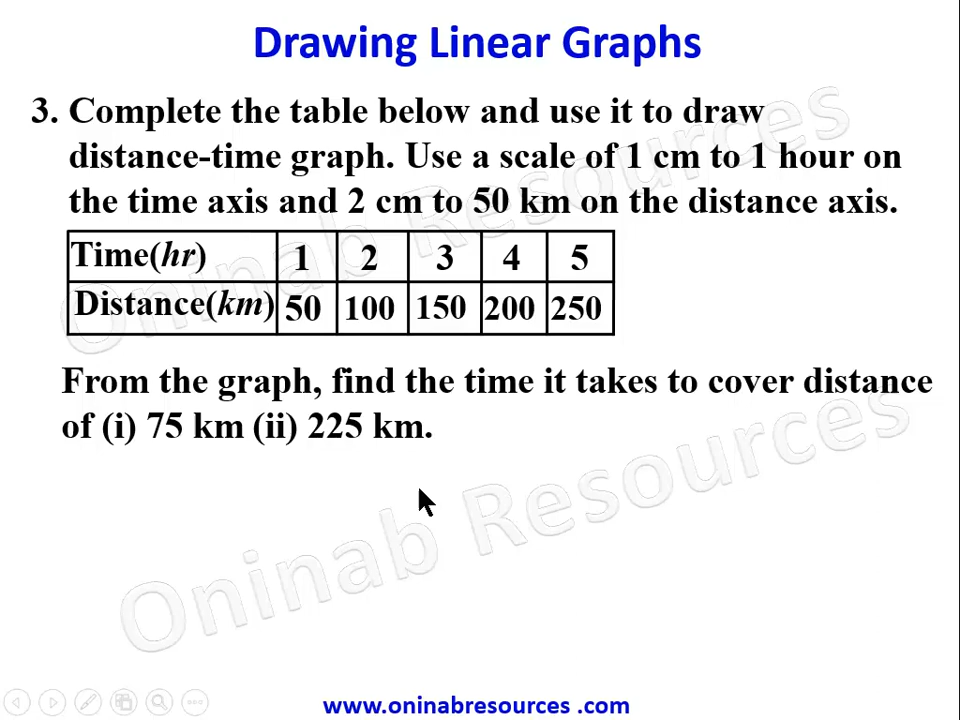 Drawing Linear Graphs
3. Complete the table below and use it to draw
distance-time graph. Use a scale of 1 cm to 1 hour on
the time axis and 2 cm to 50 km on the distance axis.
Time(hr) 1 2 3 4 5
Distance(km) 50 100 150 200 250
From the graph, find the time it takes to cover distance
of (i) 75 km (ii) 225 km.
Oninab Resources
Oninab Resources
www.oninabresources .com